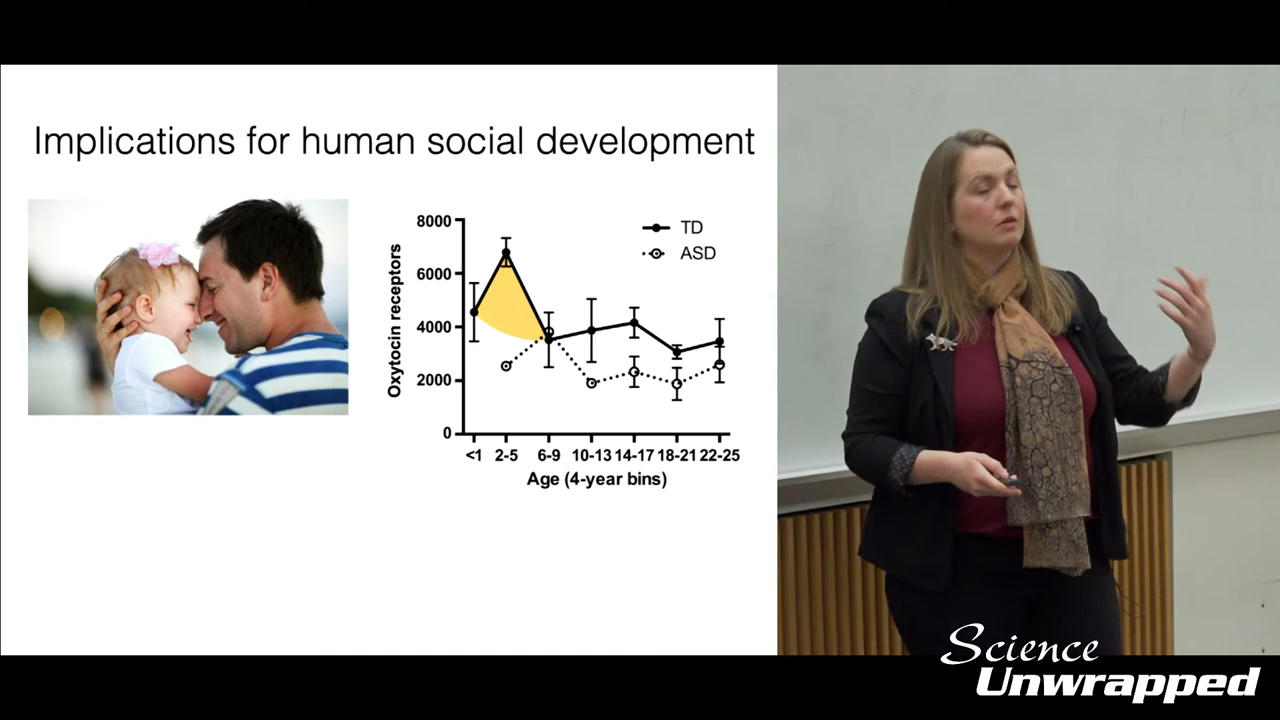 Implications for human social development
8000
6000
4000
2000
0
Oxytocin receptors
TD
ASD
<1 2-5 6-9 10-13 14-17 18-21 22-25
Age (4-year bins)
Science
Unwrapped